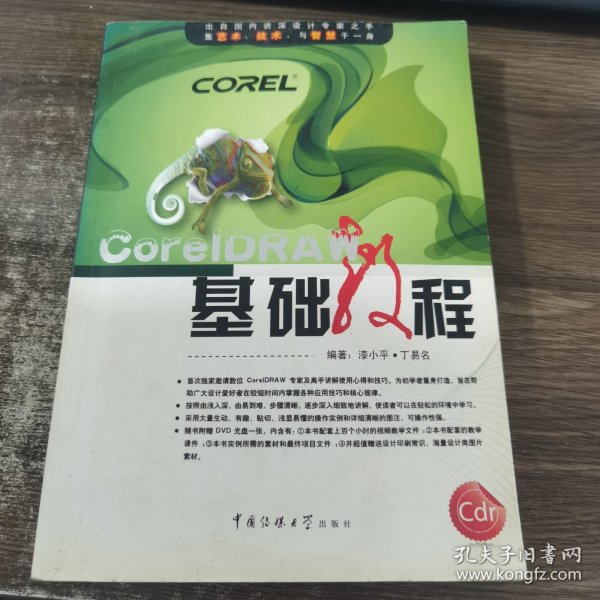 出自国内资深设计专家之手
集艺术、技术、与智慧于一身
COREL®
CorelDRAW
基础教程
编著：漆小平·丁易名
首次独家邀请数位 CorelDRAW 专家及高手讲解使用心得和技巧，为初学者量身打造，旨在帮
助广大设计爱好者在较短时间内掌握各种应用技巧和核心规律。
按照由浅入深、由易到难、步骤清晰、逐步深入细致地讲解，使读者可以在轻松的环境中学习。
采用大量生动、有趣、贴切、浅显易懂的操作实例和详细清晰的图注，可操作性强。
随书附赠 DVD 光盘一张，内含有：①本书配套上百个小时的视频教学文件；②本书配套的教学
课件；③本书实例所需的素材和最终项目文件；④并超值赠送设计印刷常识、海量设计类图片
素材。
中国传媒大学出版社
Cdr
孔夫子旧书网
www.kongfz.com